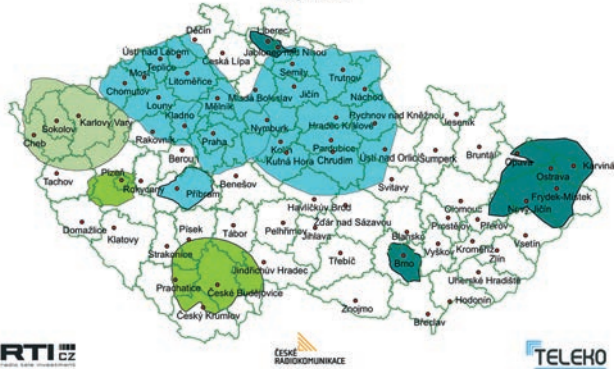 Děčín
Liberec
Ústí nad Labem
Jablonec nad Nisou
Teplice
Česká Lípa
Semily
Trutnov
Most
Litoměřice
Chomutov
Jičín
Náchod
Louny
Mělník
Mladá Boleslav
Karlovy Vary
Kladno
Rychnov nad Kněžnou
Sokolov
Nymburk
Hradec Králové
Jeseník
Cheb
Rakovník
Praha
Kolín
Pardubice
Beroun
Kutná Hora
Chrudim
Ústí nad Orlicí
Šumperk
Bruntál
Opava
Karviná
Tachov
Plzeň
Rokycany
Benešov
Ostrava
Příbram
Svitavy
Frýdek-Místek
Havlíčkův Brod
Olomouc
Nový Jičín
Domažlice
Klatovy
Písek
Tábor
Pelhřimov
Žďár nad Sázavou
Prostějov
Přerov
Jihlava
Blansko
Strakonice
Vyškov
Kroměříž
Vsetín
Jindřichův Hradec
Třebíč
Brno
Zlín
Prachatice
České Budějovice
Uherské Hradiště
Český Krumlov
Znojmo
Hodonín
Břeclav
RTI CZ
radio tele investments
ČESKÉ
RADIOKOMUNIKACE
TELEKO